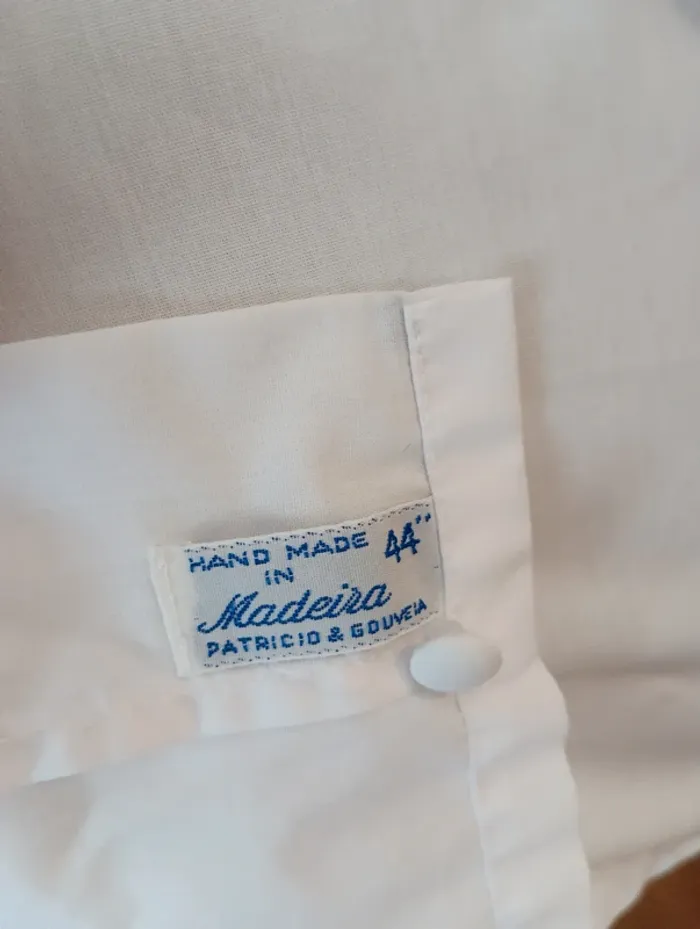 HAND MADE 44"
IN
Madeira
PATRICIO & GOUVEIA